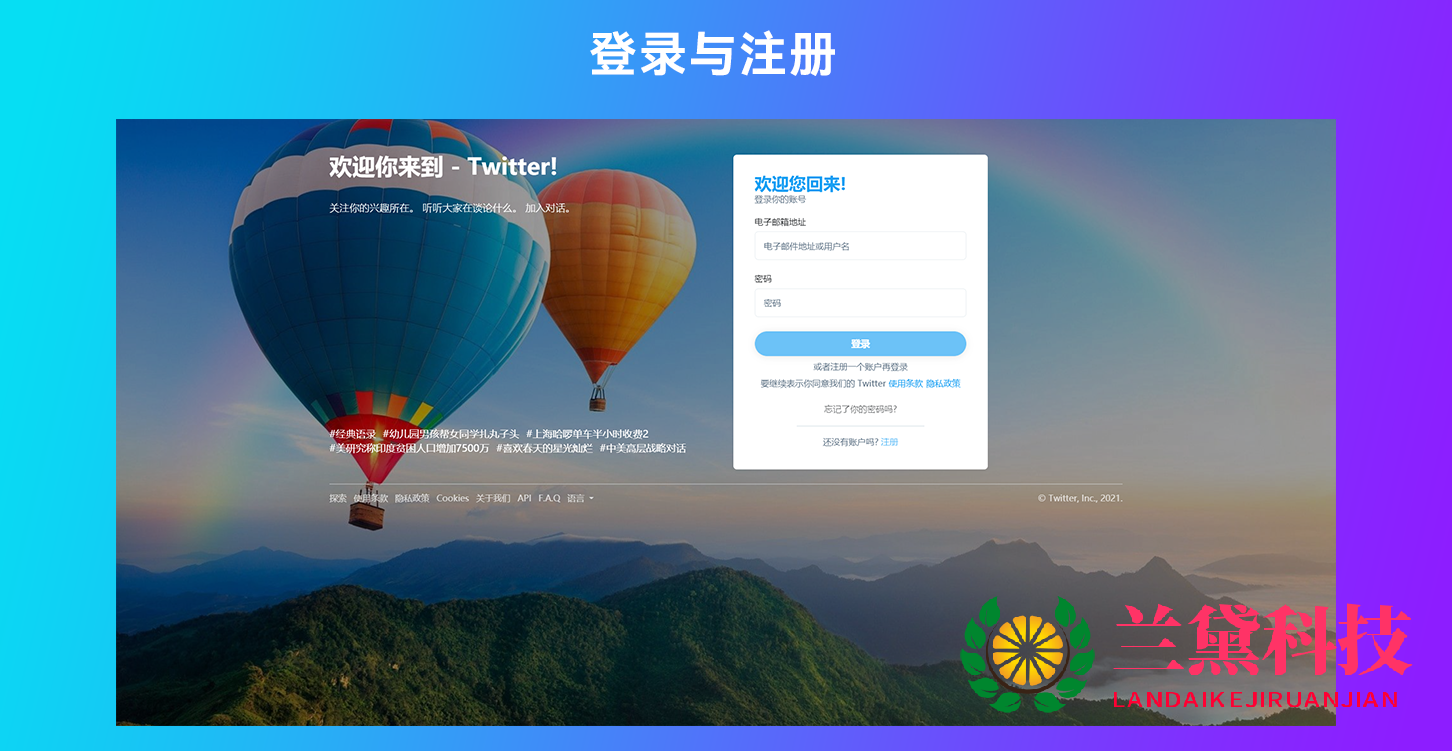 登录与注册
欢迎你来到 - Twitter!
关注你的兴趣所在。 听听大家在谈论什么。 加入对话。
#经典语录 #幼儿园男孩帮女同学扎丸子头 #上海哈啰单车半小时收费2
#美研究称印度贫困人口增加7500万 #喜欢春天的星光灿烂 #中美高层战略对话
欢迎您回来!
登录你的账号
电子邮箱地址
电子邮件地址或用户名
密码
密码
登录
或者注册一个账户再登录
要继续表示你同意我们的 Twitter 使用条款 隐私政策
忘记了你的密码吗?
还没有账户吗? 注册
探索 使用条款 隐私政策 Cookies 关于我们 API F.A.Q 语言
© Twitter, Inc., 2021.
兰黛科技
LANDAIKEJIRUANJIAN